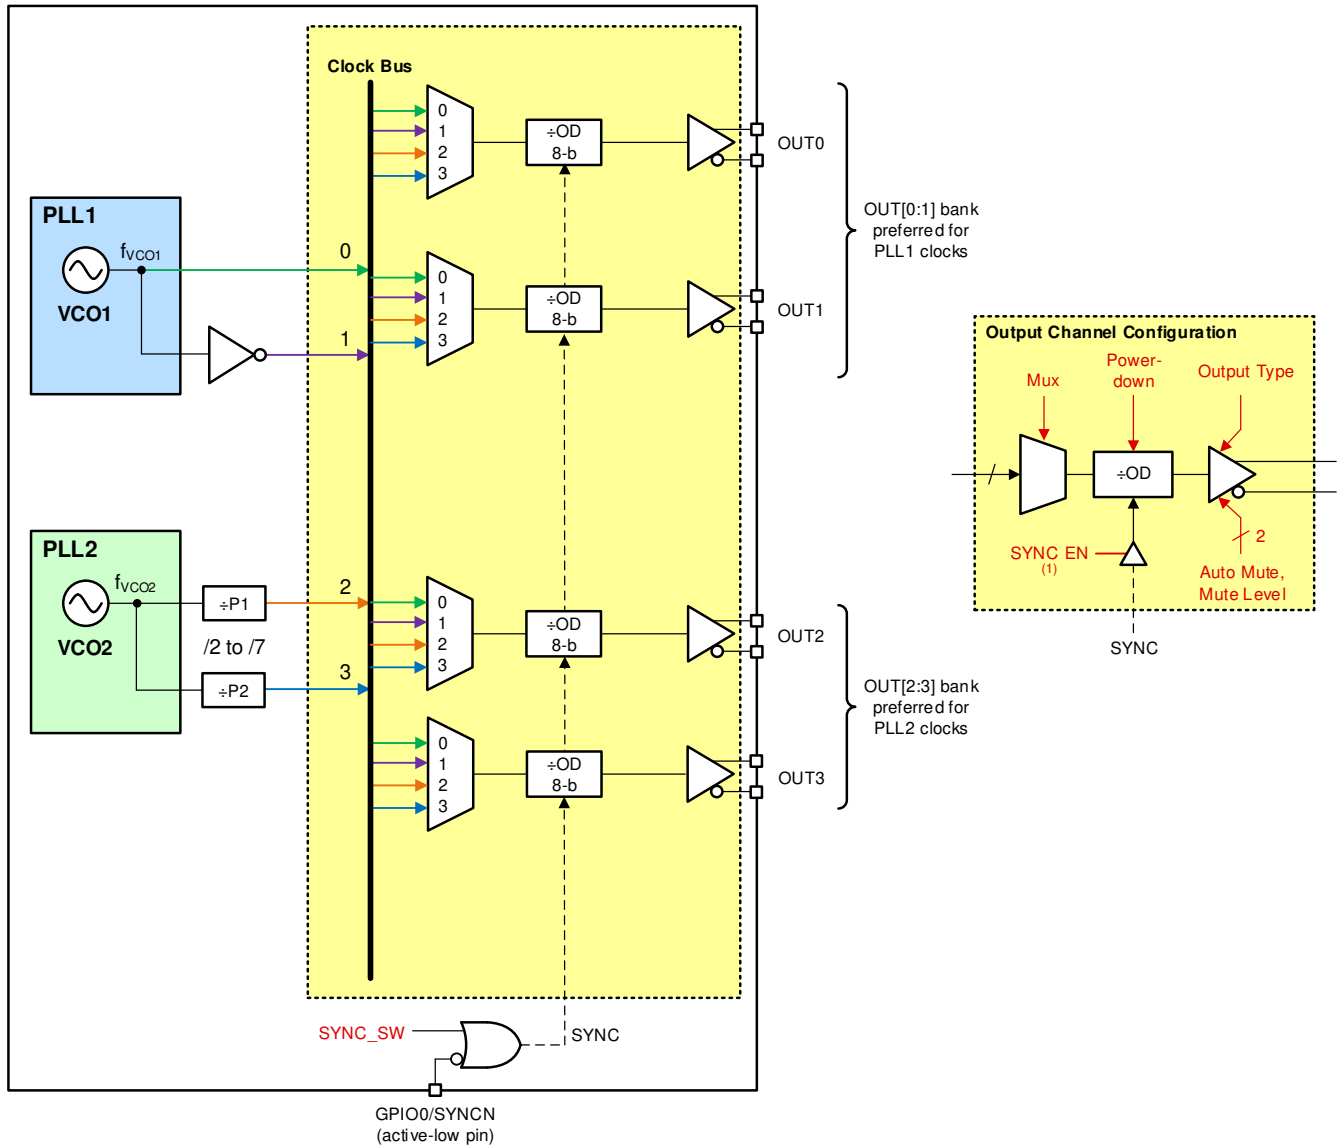 Clock Bus
0
1
2
3
÷OD
8-b
OUT0
PLL1
fVCO1
VCO1
0
1
0
1
2
3
÷OD
8-b
OUT1
OUT[0:1] bank
preferred for
PLL1 clocks
PLL2
fVCO2
VCO2
÷P1
/2 to /7
÷P2
2
3
0
1
2
3
÷OD
8-b
OUT2
0
1
2
3
÷OD
8-b
OUT3
OUT[2:3] bank
preferred for
PLL2 clocks
SYNC_SW
SYNC
GPIO0/SYNCN
(active-low pin)
Output Channel Configuration
Mux
Power-
down
Output Type
÷OD
SYNC EN
(1)
2
Auto Mute,
Mute Level
SYNC